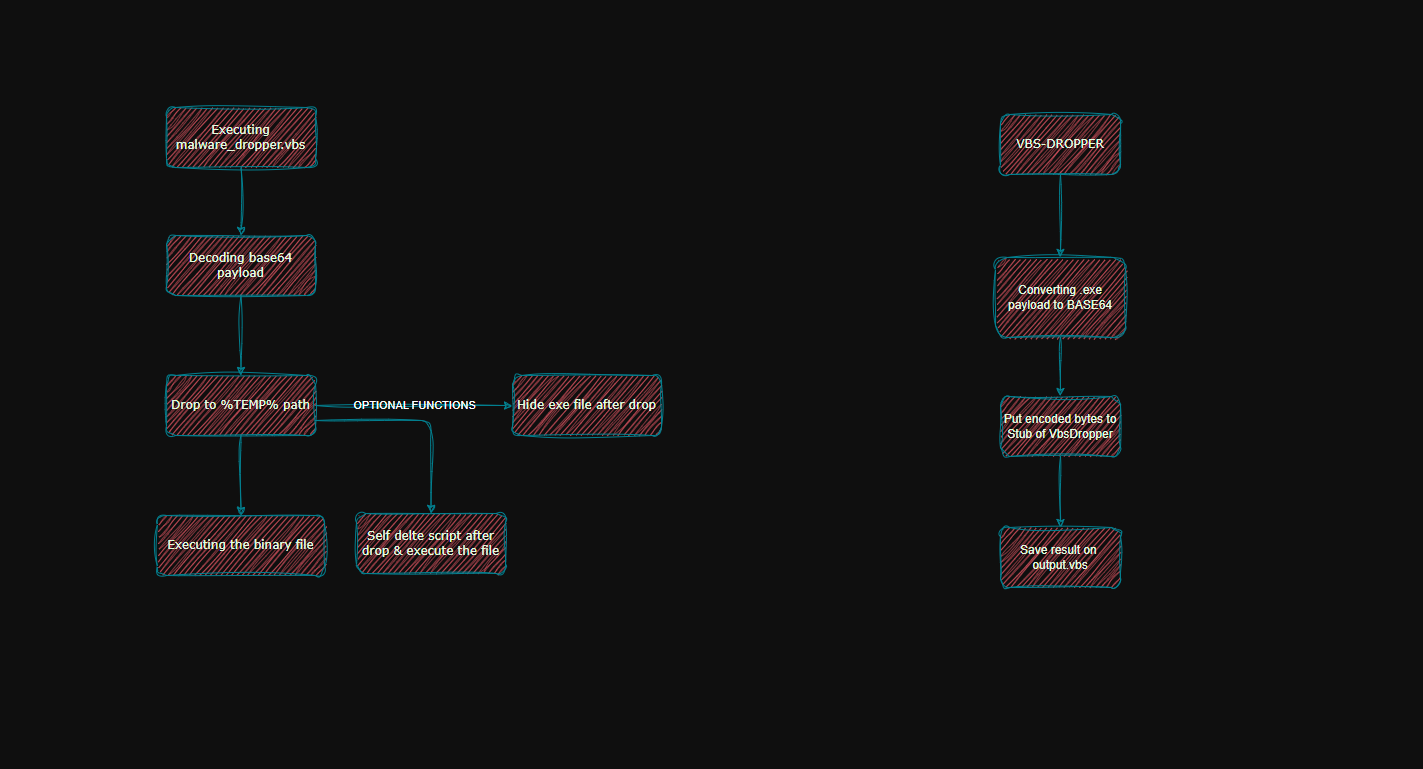 Executing
malware_dropper.vbs
Decoding base64
payload
Drop to %TEMP% path
OPTIONAL FUNCTIONS
Hide exe file after drop
Executing the binary file
Self delte script after
drop & execute the file
VBS-DROPPER
Converting .exe
payload to BASE64
Put encoded bytes to
Stub of VbsDropper
Save result on
output.vbs